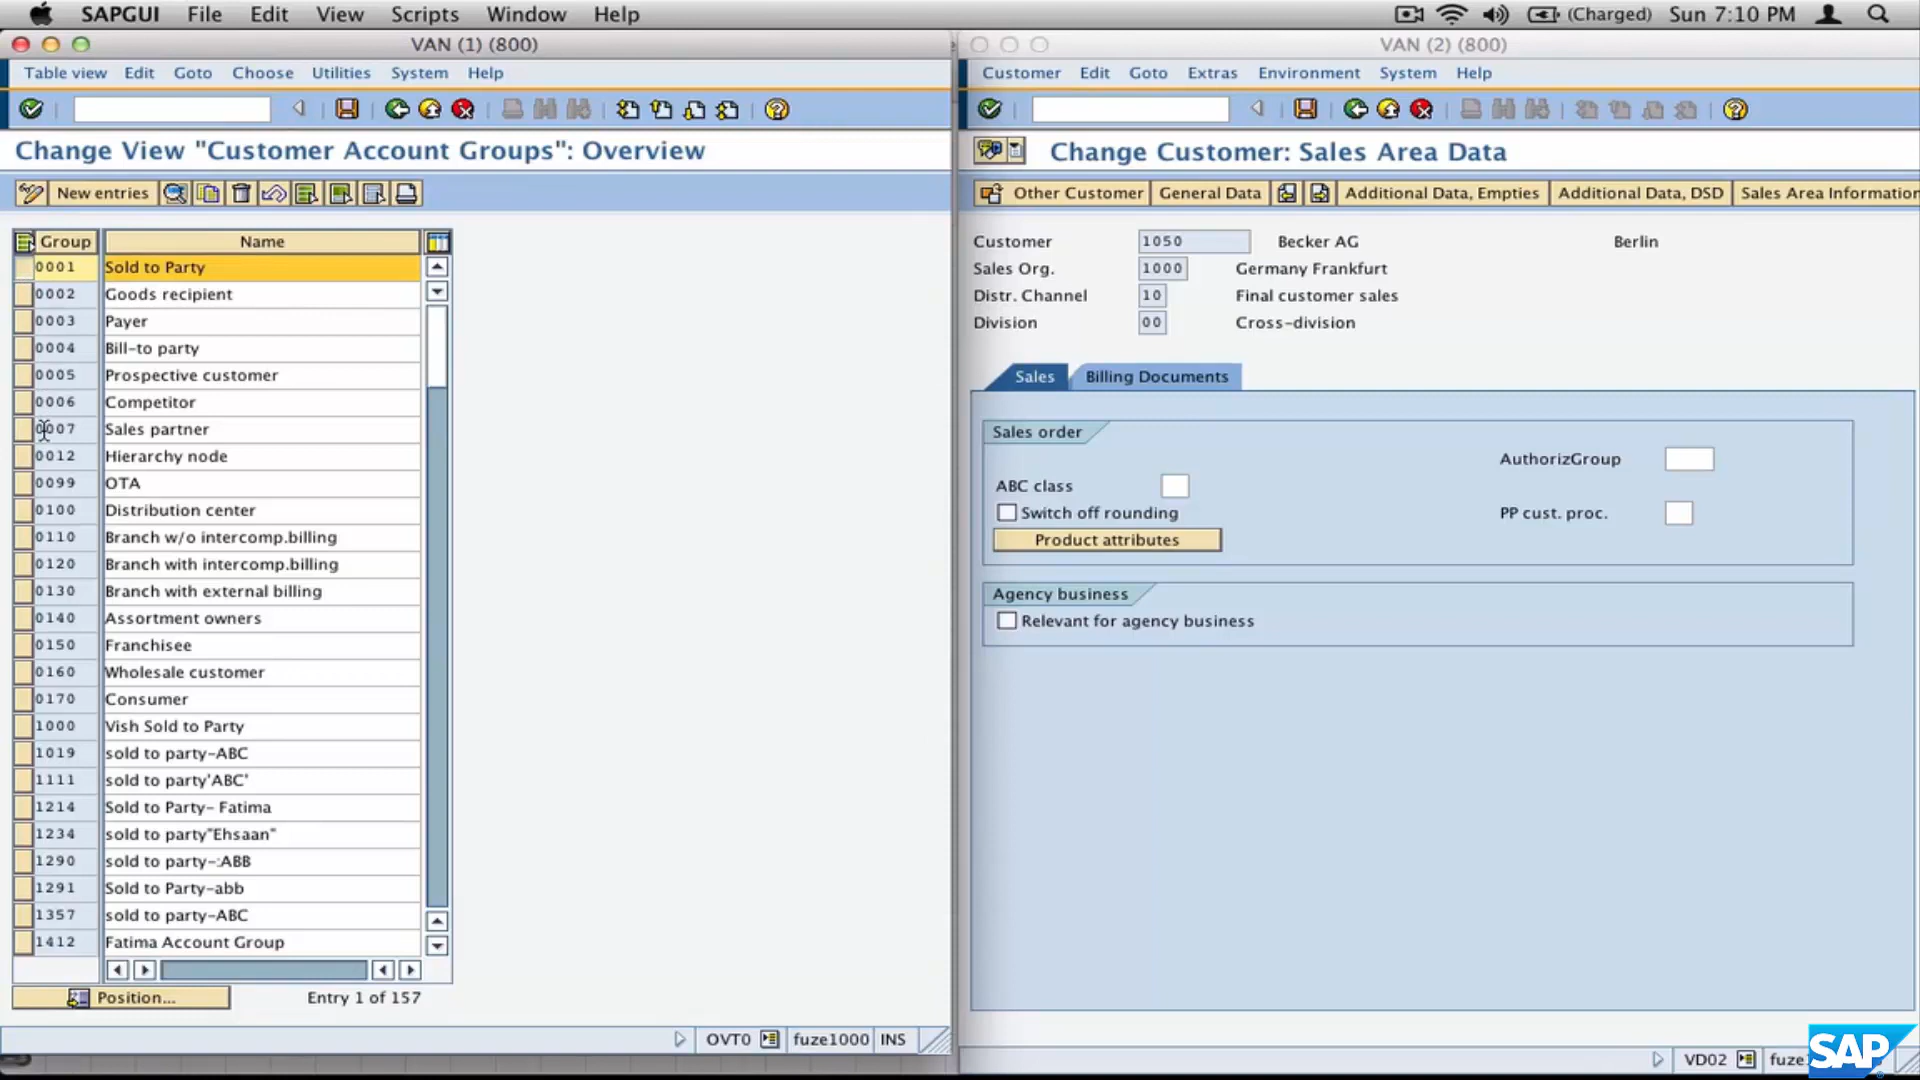 SAPGUI File Edit View Scripts Window Help (Charged) Sun 7:10 PM
VAN (1) (800)
Table view Edit Goto Choose Utilities System Help
Change View "Customer Account Groups": Overview
New entries
Group Name
0001 Sold to Party
0002 Goods recipient
0003 Payer
0004 Bill-to party
0005 Prospective customer
0006 Competitor
0007 Sales partner
0012 Hierarchy node
0099 OTA
0100 Distribution center
0110 Branch w/o intercomp.billing
0120 Branch with intercomp.billing
0130 Branch with external billing
0140 Assortment owners
0150 Franchisee
0160 Wholesale customer
0170 Consumer
1000 Vish Sold to Party
1019 sold to party-ABC
1111 sold to party'ABC'
1214 Sold to Party- Fatima
1234 sold to party"Ehsaan"
1290 sold to party-:ABB
1291 Sold to Party-abb
1357 sold to party-ABC
1412 Fatima Account Group
Position... Entry 1 of 157
OVT0 fuze1000 INS
VAN (2) (800)
Customer Edit Goto Extras Environment System Help
Change Customer: Sales Area Data
Other Customer General Data Additional Data, Empties Additional Data, DSD Sales Area Information
Customer 1050 Becker AG Berlin
Sales Org. 1000 Germany Frankfurt
Distr. Channel 10 Final customer sales
Division 00 Cross-division
Sales Billing Documents
Sales order
AuthorizGroup
ABC class
Switch off rounding PP cust. proc.
Product attributes
Agency business
Relevant for agency business
VD02 fuze
SAP